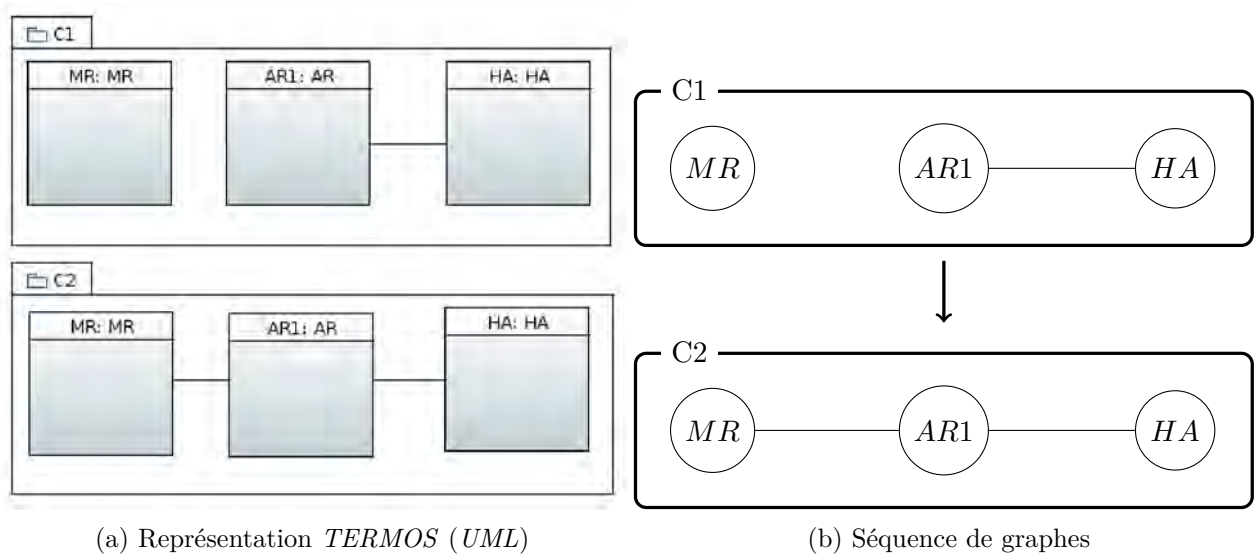 C1
MR: MR
AR1: AR
HA: HA
C2
MR: MR
AR1: AR
HA: HA
(a) Représentation TERMOS (UML)
C1
MR
AR1
HA
C2
MR
AR1
HA
(b) Séquence de graphes